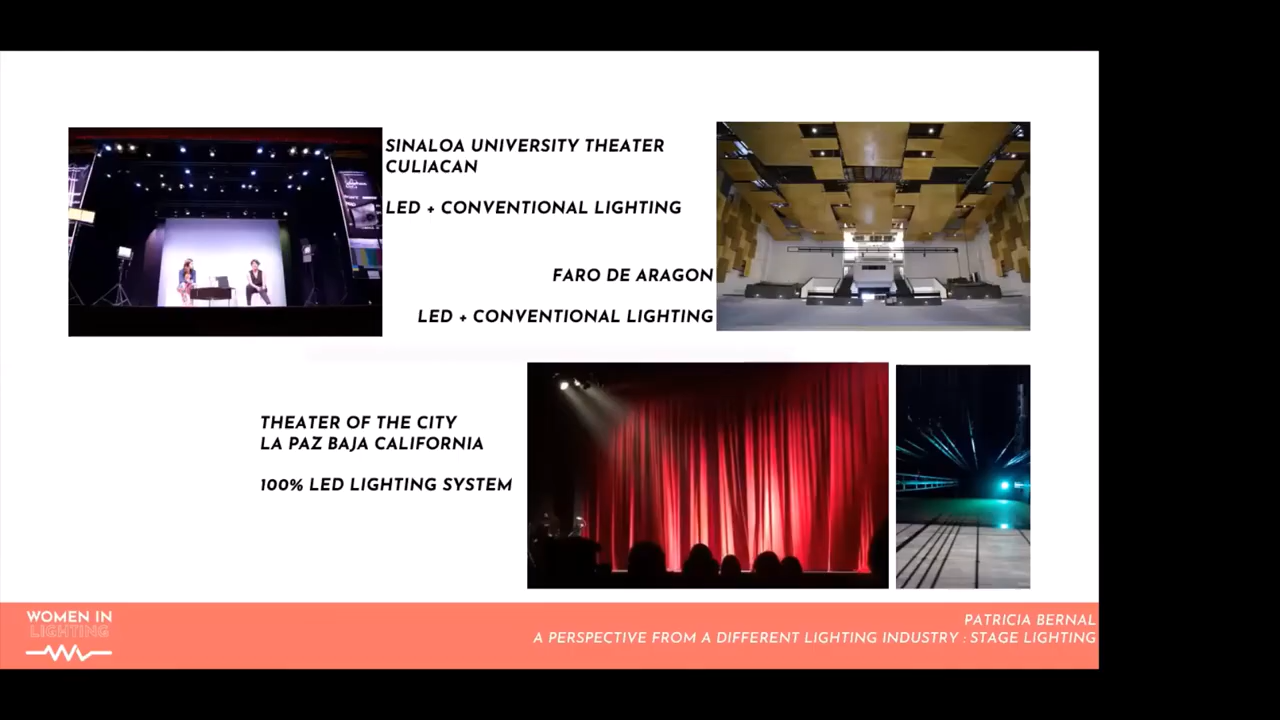 SINALOA UNIVERSITY THEATER
CULIACAN
LED + CONVENTIONAL LIGHTING
FARO DE ARAGON
LED + CONVENTIONAL LIGHTING
THEATER OF THE CITY
LA PAZ BAJA CALIFORNIA
100% LED LIGHTING SYSTEM
WOMEN IN
LIGHTING
PATRICIA BERNAL
A PERSPECTIVE FROM A DIFFERENT LIGHTING INDUSTRY : STAGE LIGHTING